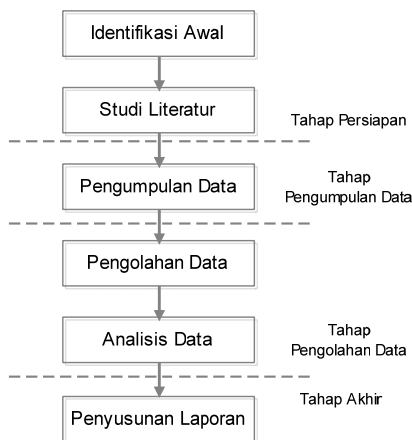 Identifikasi Awal
Studi Literatur
Tahap Persiapan
Pengumpulan Data
Tahap
Pengumpulan Data
Pengolahan Data
Analisis Data
Tahap
Pengolahan Data
Tahap Akhir
Penyusunan Laporan